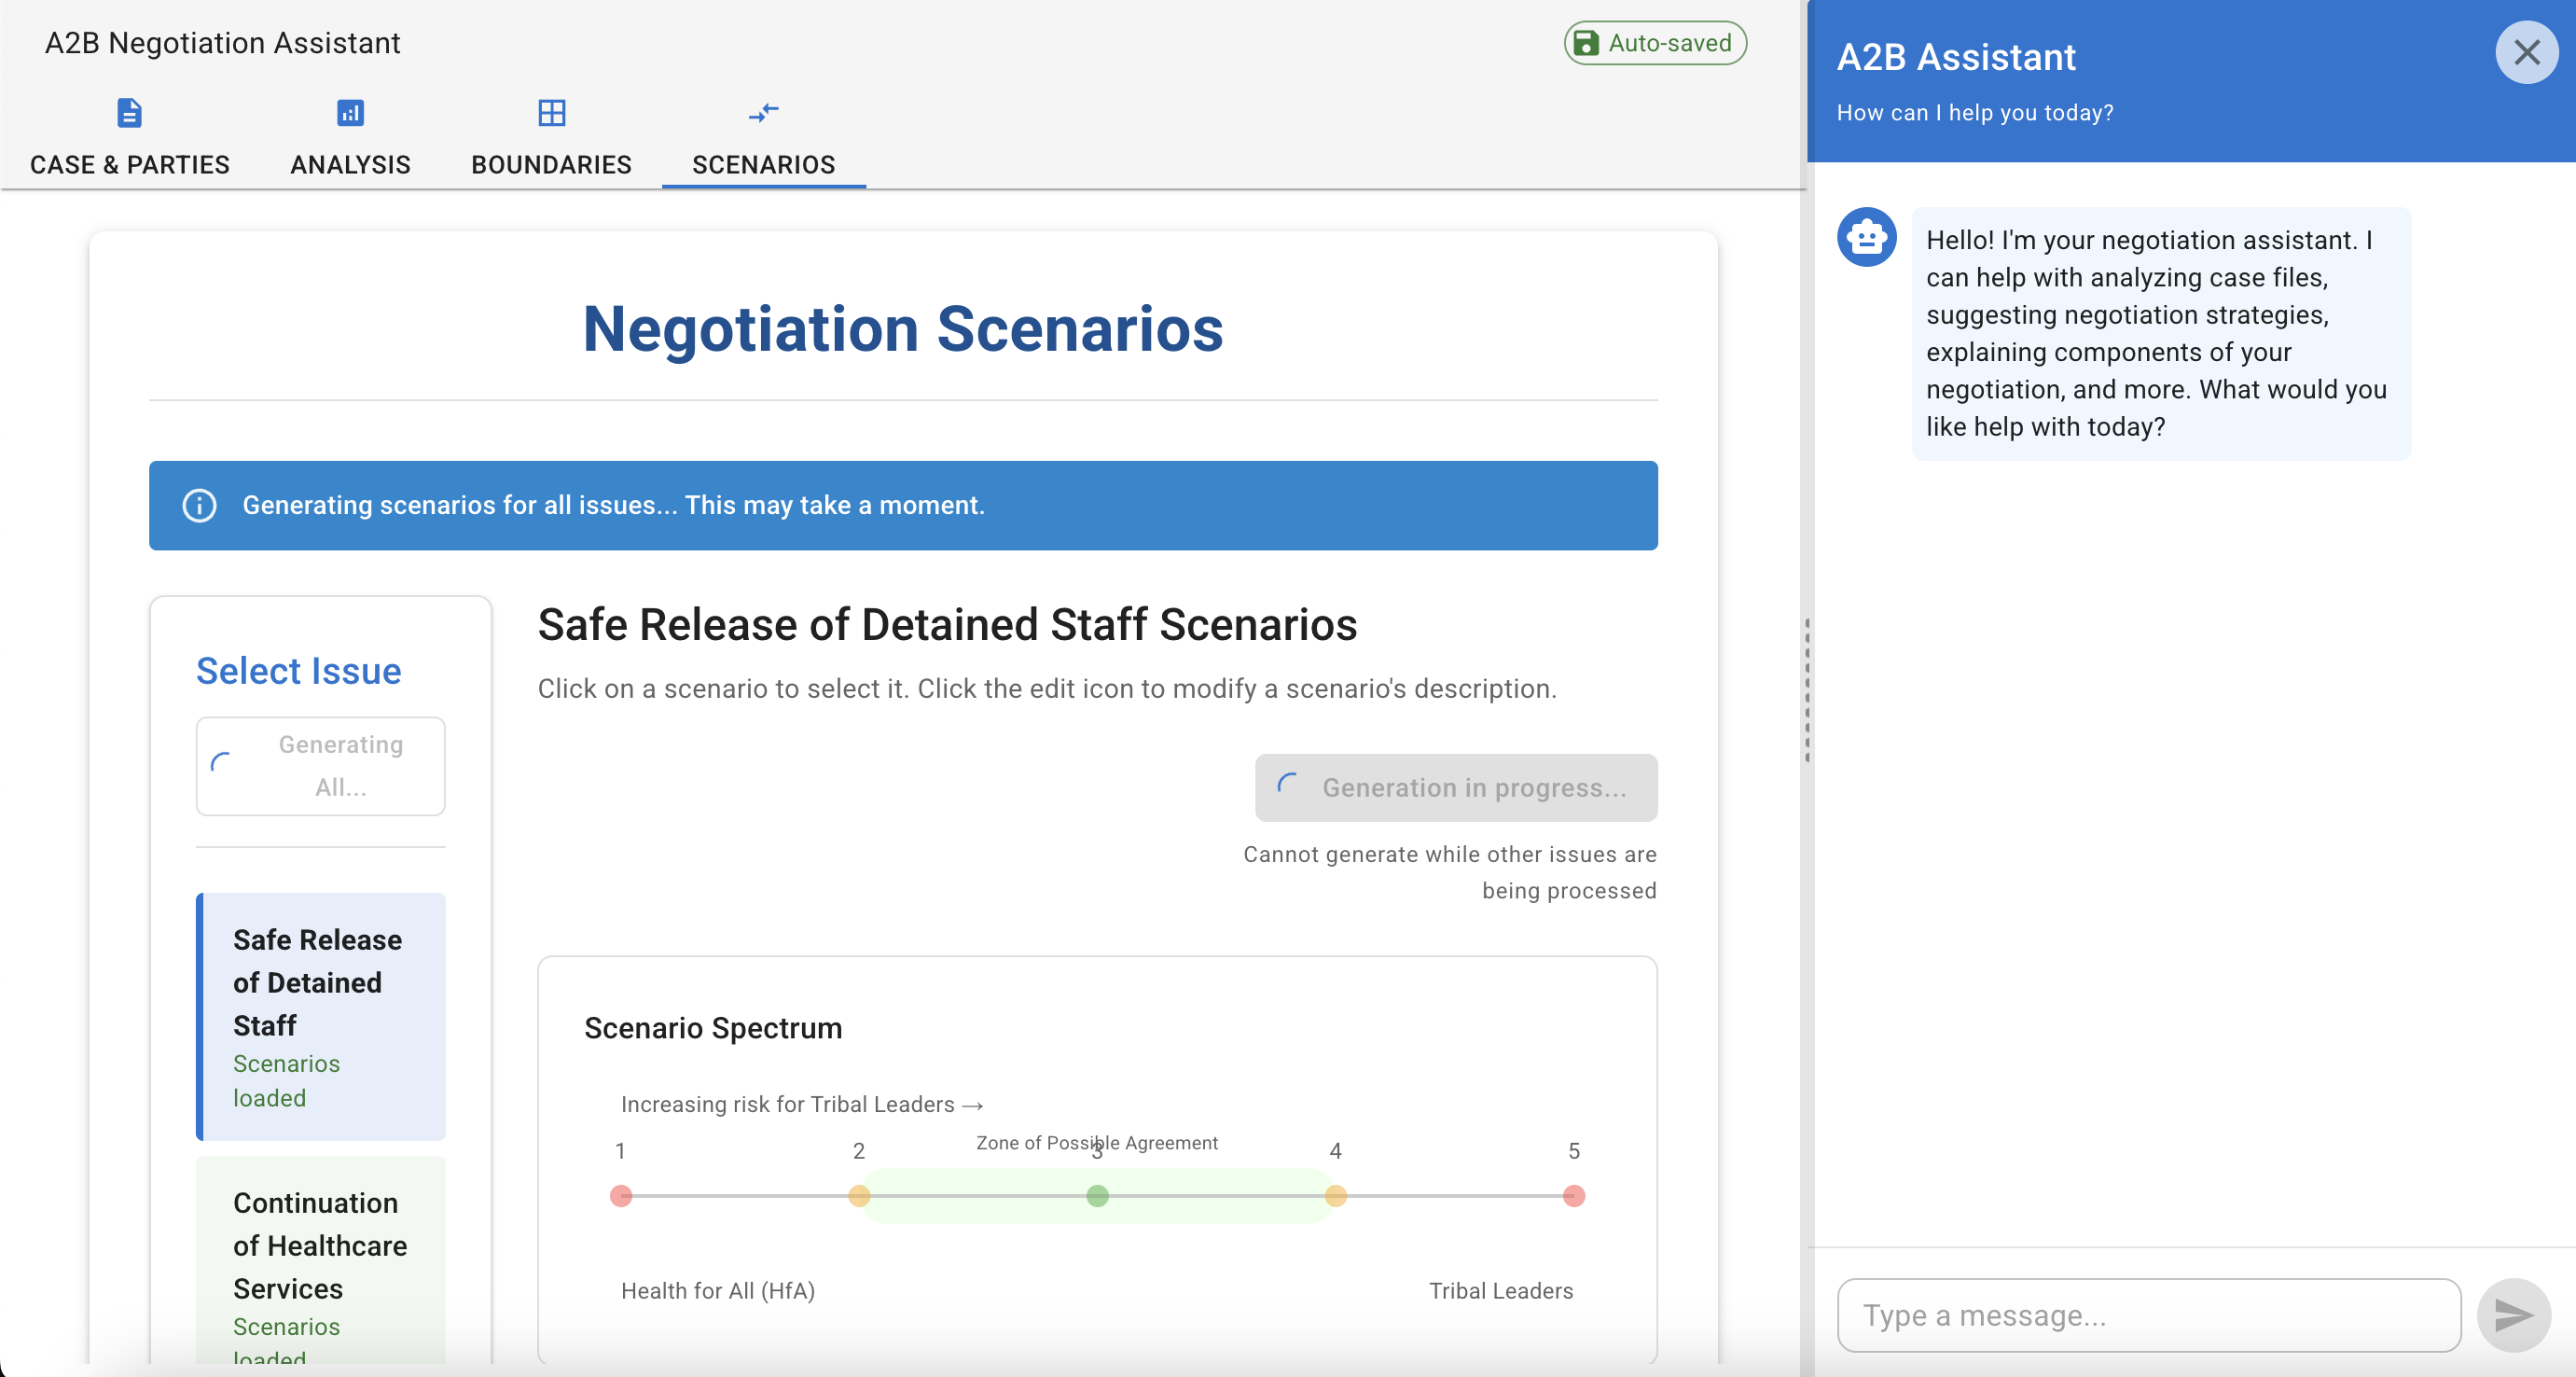 A2B Negotiation Assistant
Auto-saved
CASE & PARTIES
ANALYSIS
BOUNDARIES
SCENARIOS
Negotiation Scenarios
Generating scenarios for all issues... This may take a moment.
Select Issue
Generating
All...
Safe Release
of Detained
Staff
Scenarios
loaded
Continuation
of Healthcare
Services
Scenarios
loaded
Safe Release of Detained Staff Scenarios
Click on a scenario to select it. Click the edit icon to modify a scenario's description.
Generation in progress...
Cannot generate while other issues are
being processed
Scenario Spectrum
Increasing risk for Tribal Leaders →
Zone of Possible Agreement
1 2 3 4 5
Health for All (HfA)
Tribal Leaders
A2B Assistant
How can I help you today?
Hello! I'm your negotiation assistant. I
can help with analyzing case files,
suggesting negotiation strategies,
explaining components of your
negotiation, and more. What would you
like help with today?
Type a message...